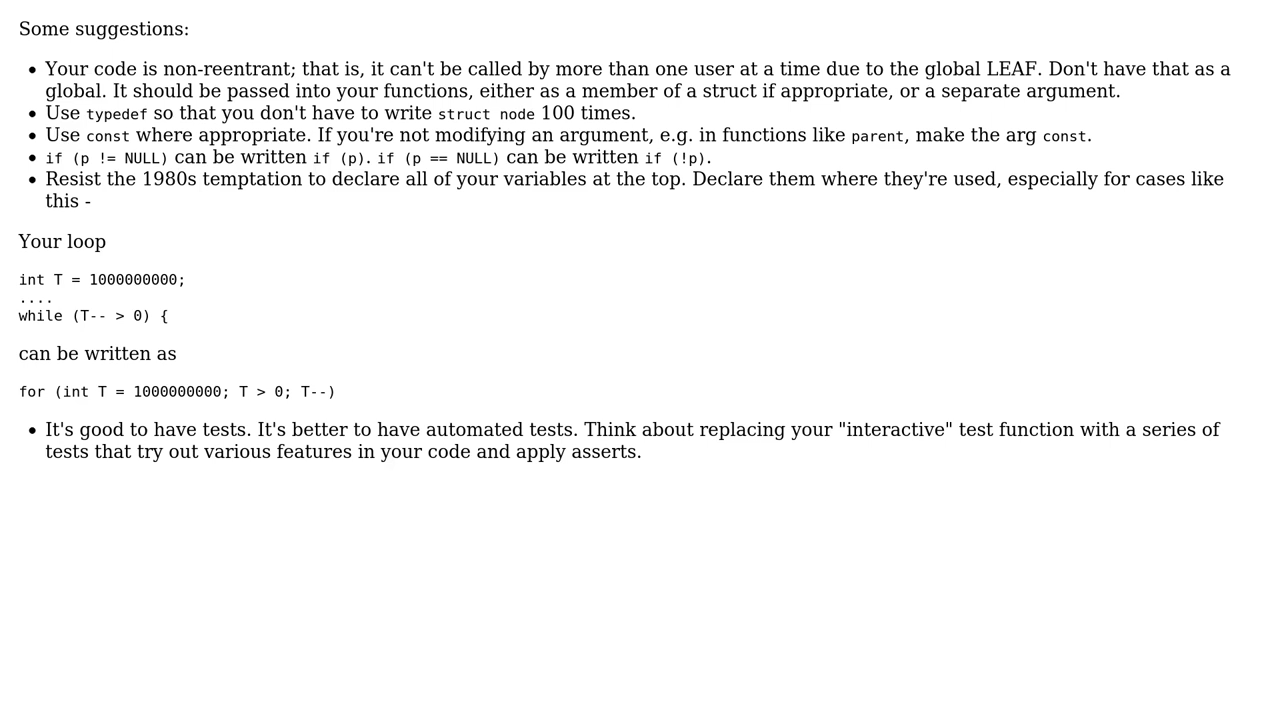 Some suggestions:
• Your code is non-reentrant; that is, it can't be called by more than one user at a time due to the global LEAF. Don't have that as a
global. It should be passed into your functions, either as a member of a struct if appropriate, or a separate argument.
• Use typedef so that you don't have to write struct node 100 times.
• Use const where appropriate. If you're not modifying an argument, e.g. in functions like parent, make the arg const.
• if (p != NULL) can be written if (p). if (p == NULL) can be written if (!p).
• Resist the 1980s temptation to declare all of your variables at the top. Declare them where they're used, especially for cases like
this -
Your loop
int T = 1000000000;
....
while (T-- > 0) {
can be written as
for (int T = 1000000000; T > 0; T--)
• It's good to have tests. It's better to have automated tests. Think about replacing your "interactive" test function with a series of
tests that try out various features in your code and apply asserts.